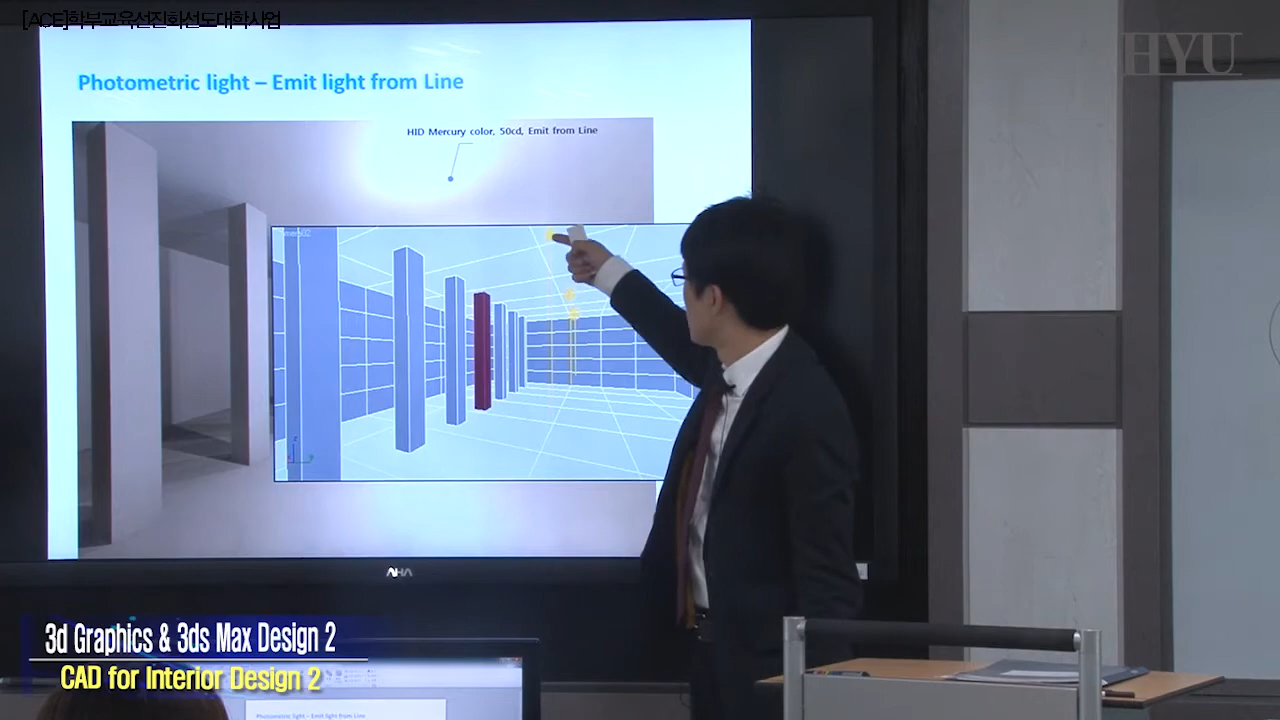 [ACE]학부교육선진화선도대학사업
HYU
Photometric light – Emit light from Line
HID Mercury color, 50cd, Emit from Line
AHA
3d Graphics & 3ds Max Design 2
CAD for Interior Design 2
Photometric light – Emit light from Line